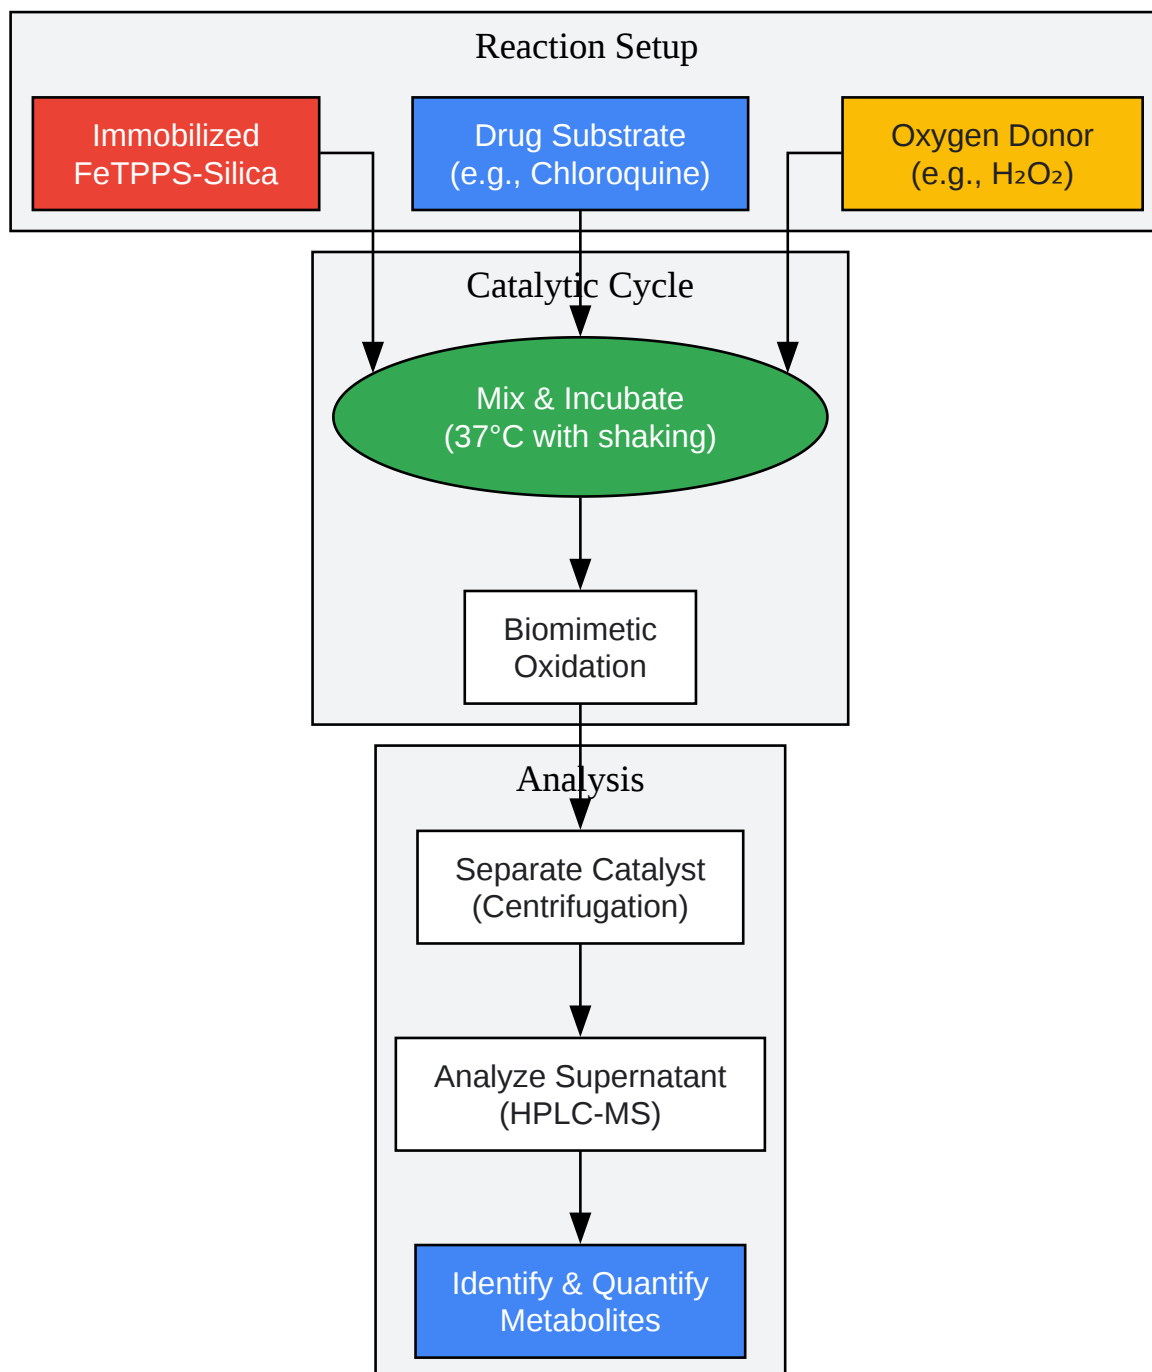 Reaction Setup
Immobilized
FeTPPS-Silica
Drug Substrate
(e.g., Chloroquine)
Oxygen Donor
(e.g., H₂O₂)
Catalytic Cycle
Mix & Incubate
(37°C with shaking)
Biomimetic
Oxidation
Analysis
Separate Catalyst
(Centrifugation)
Analyze Supernatant
(HPLC-MS)
Identify & Quantify
Metabolites